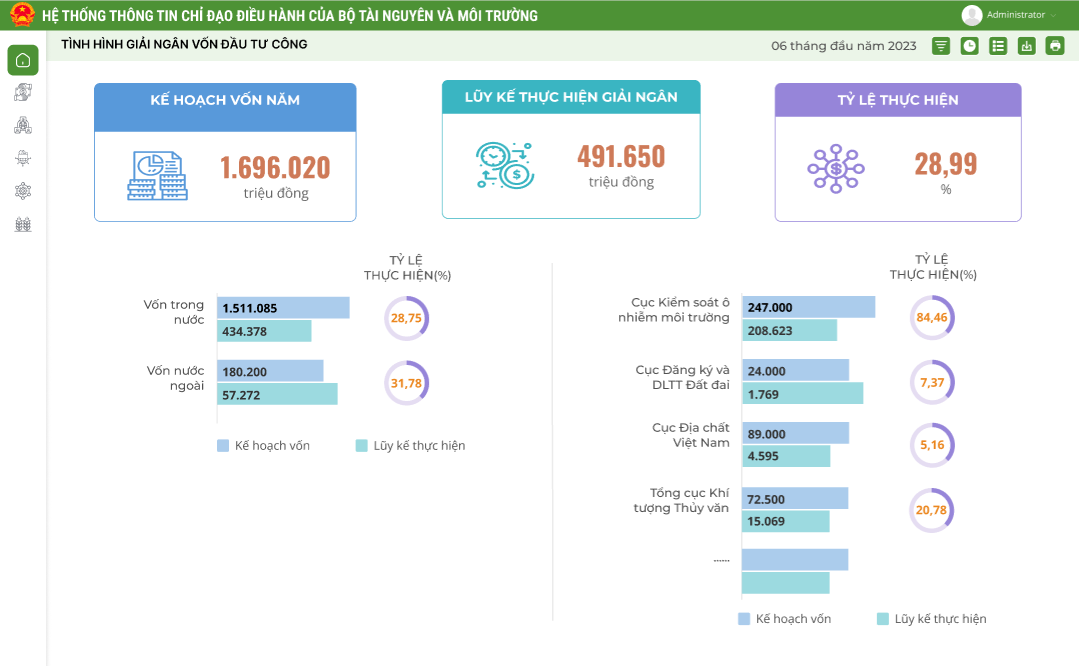 HỆ THỐNG THÔNG TIN CHỈ ĐẠO ĐIỀU HÀNH CỦA BỘ TÀI NGUYÊN VÀ MÔI TRƯỜNG
Administrator
TÌNH HÌNH GIẢI NGÂN VỐN ĐẦU TƯ CÔNG
06 tháng đầu năm 2023
KẾ HOẠCH VỐN NĂM
1.696.020
triệu đồng
LŨY KẾ THỰC HIỆN GIẢI NGÂN
491.650
triệu đồng
TỶ LỆ THỰC HIỆN
28,99
%
TỶ LỆ
THỰC HIỆN(%)
Vốn trong
nước
1.511.085
434.378
28,75
Vốn nước
ngoài
180.200
57.272
31,78
Kế hoạch vốn
Lũy kế thực hiện
TỶ LỆ
THỰC HIỆN(%)
Cục Kiểm soát ô
nhiễm môi trường
247.000
208.623
84,46
Cục Đăng ký và
DLTT Đất đai
24.000
1.769
7,37
Cục Địa chất
Việt Nam
89.000
4.595
5,16
Tổng cục Khí
tượng Thủy văn
72.500
15.069
20,78
......
Kế hoạch vốn
Lũy kế thực hiện